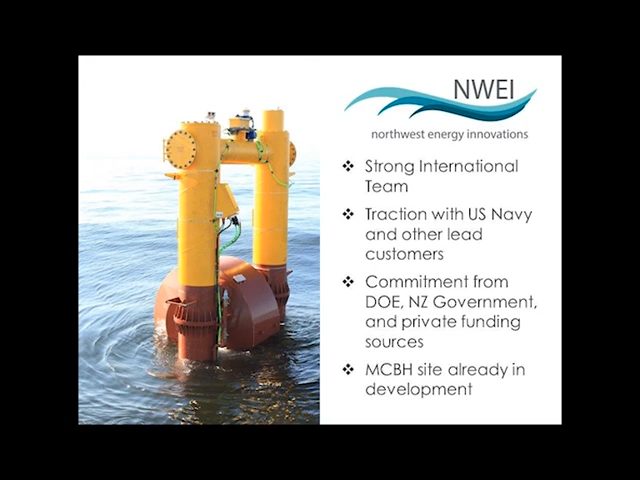 NWEI
northwest energy innovations
❖ Strong International
Team
❖ Traction with US Navy
and other lead
customers
❖ Commitment from
DOE, NZ Government,
and private funding
sources
❖ MCBH site already in
development